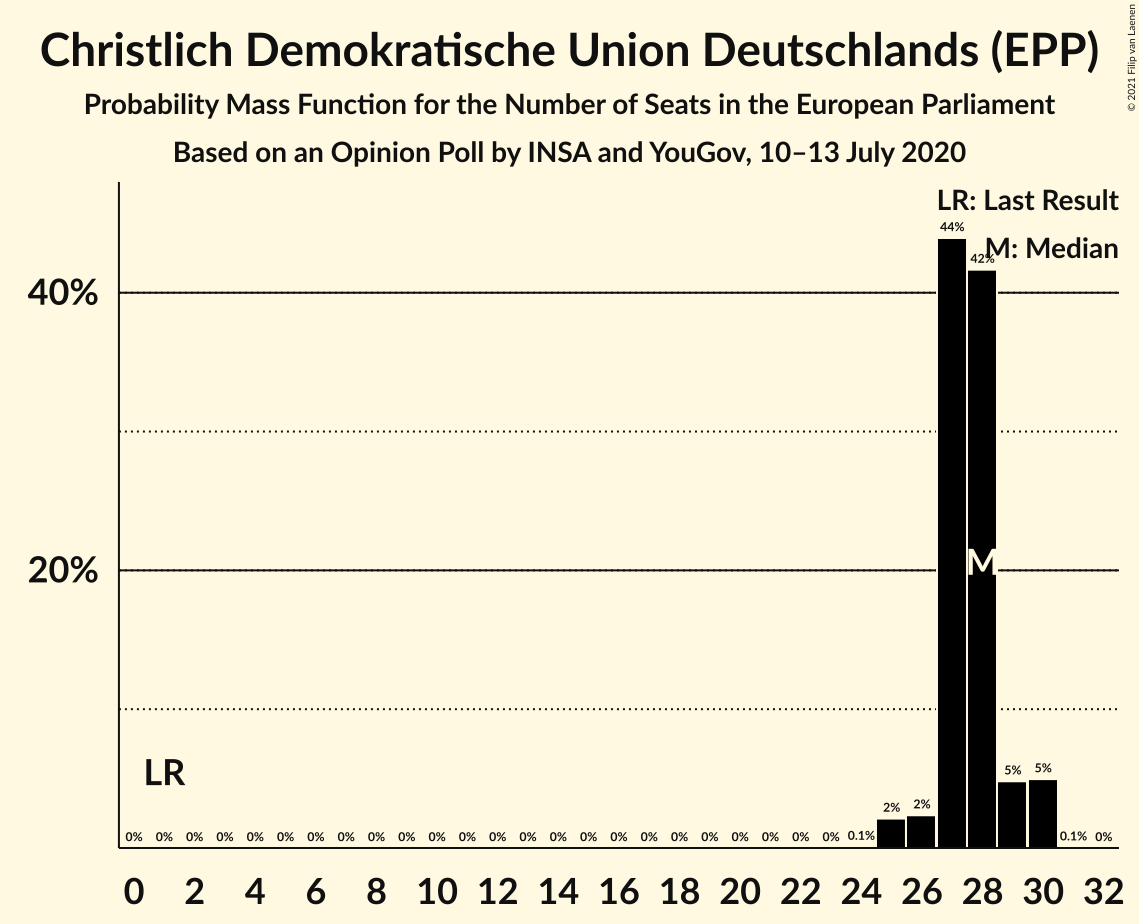 Christlich Demokratische Union Deutschlands (EPP)
Probability Mass Function for the Number of Seats in the European Parliament
Based on an Opinion Poll by INSA and YouGov, 10–13 July 2020
© 2021 Filip van Laenen
LR: Last Result
M: Median
44%
42%
40%
20%
M
LR
5% 5%
2% 2%
0% 0% 0% 0% 0% 0% 0% 0% 0% 0% 0% 0% 0% 0% 0% 0% 0% 0% 0% 0% 0% 0% 0% 0% 0.1% 0.1% 0%
0 2 4 6 8 10 12 14 16 18 20 22 24 26 28 30 32